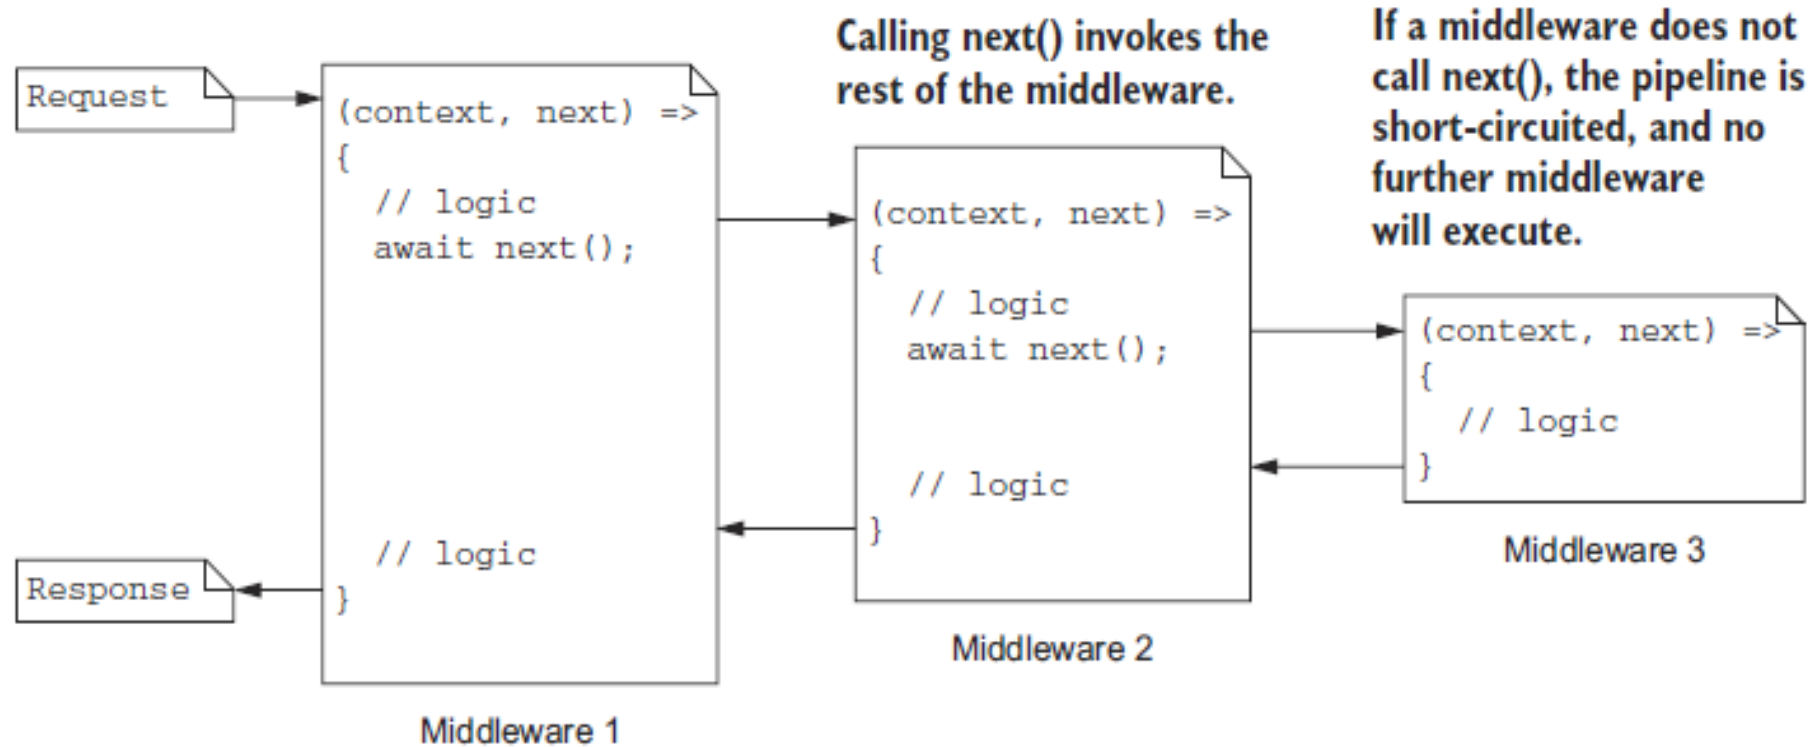 Request
(context, next) =>
{
// logic
await next();
// logic
}
Response
Middleware 1
Calling next() invokes the
rest of the middleware.
(context, next) =>
{
// logic
await next();
// logic
}
Middleware 2
If a middleware does not
call next(), the pipeline is
short-circuited, and no
further middleware
will execute.
(context, next) =>
{
// logic
}
Middleware 3